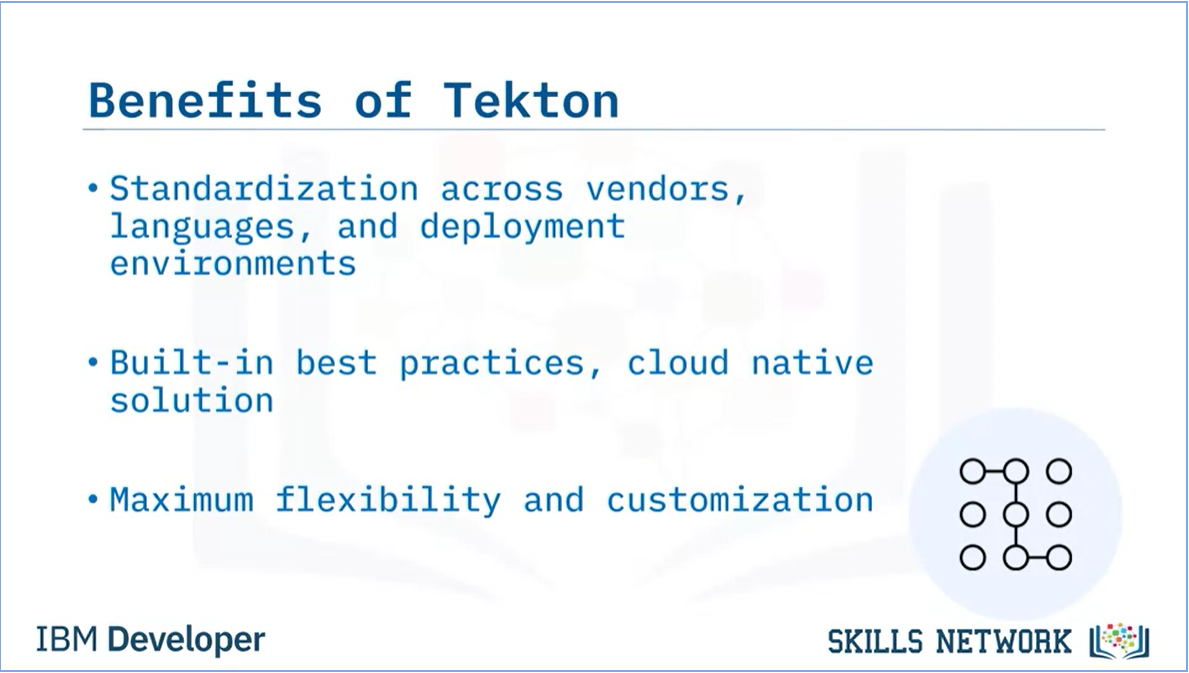 Benefits of Tekton
• Standardization across vendors,
languages, and deployment
environments
• Built-in best practices, cloud native
solution
• Maximum flexibility and customization
IBM Developer
SKILLS NETWORK